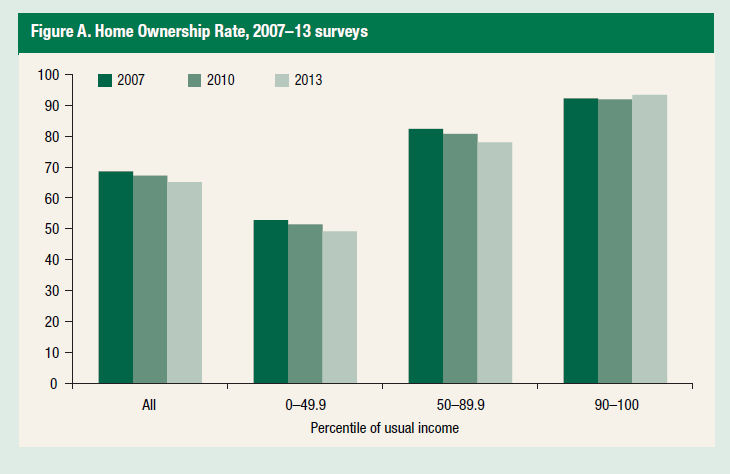 Figure A. Home Ownership Rate, 2007–13 surveys
2007 2010 2013
100
90
80
70
60
50
40
30
20
10
0
All 0–49.9 50–89.9 90–100
Percentile of usual income